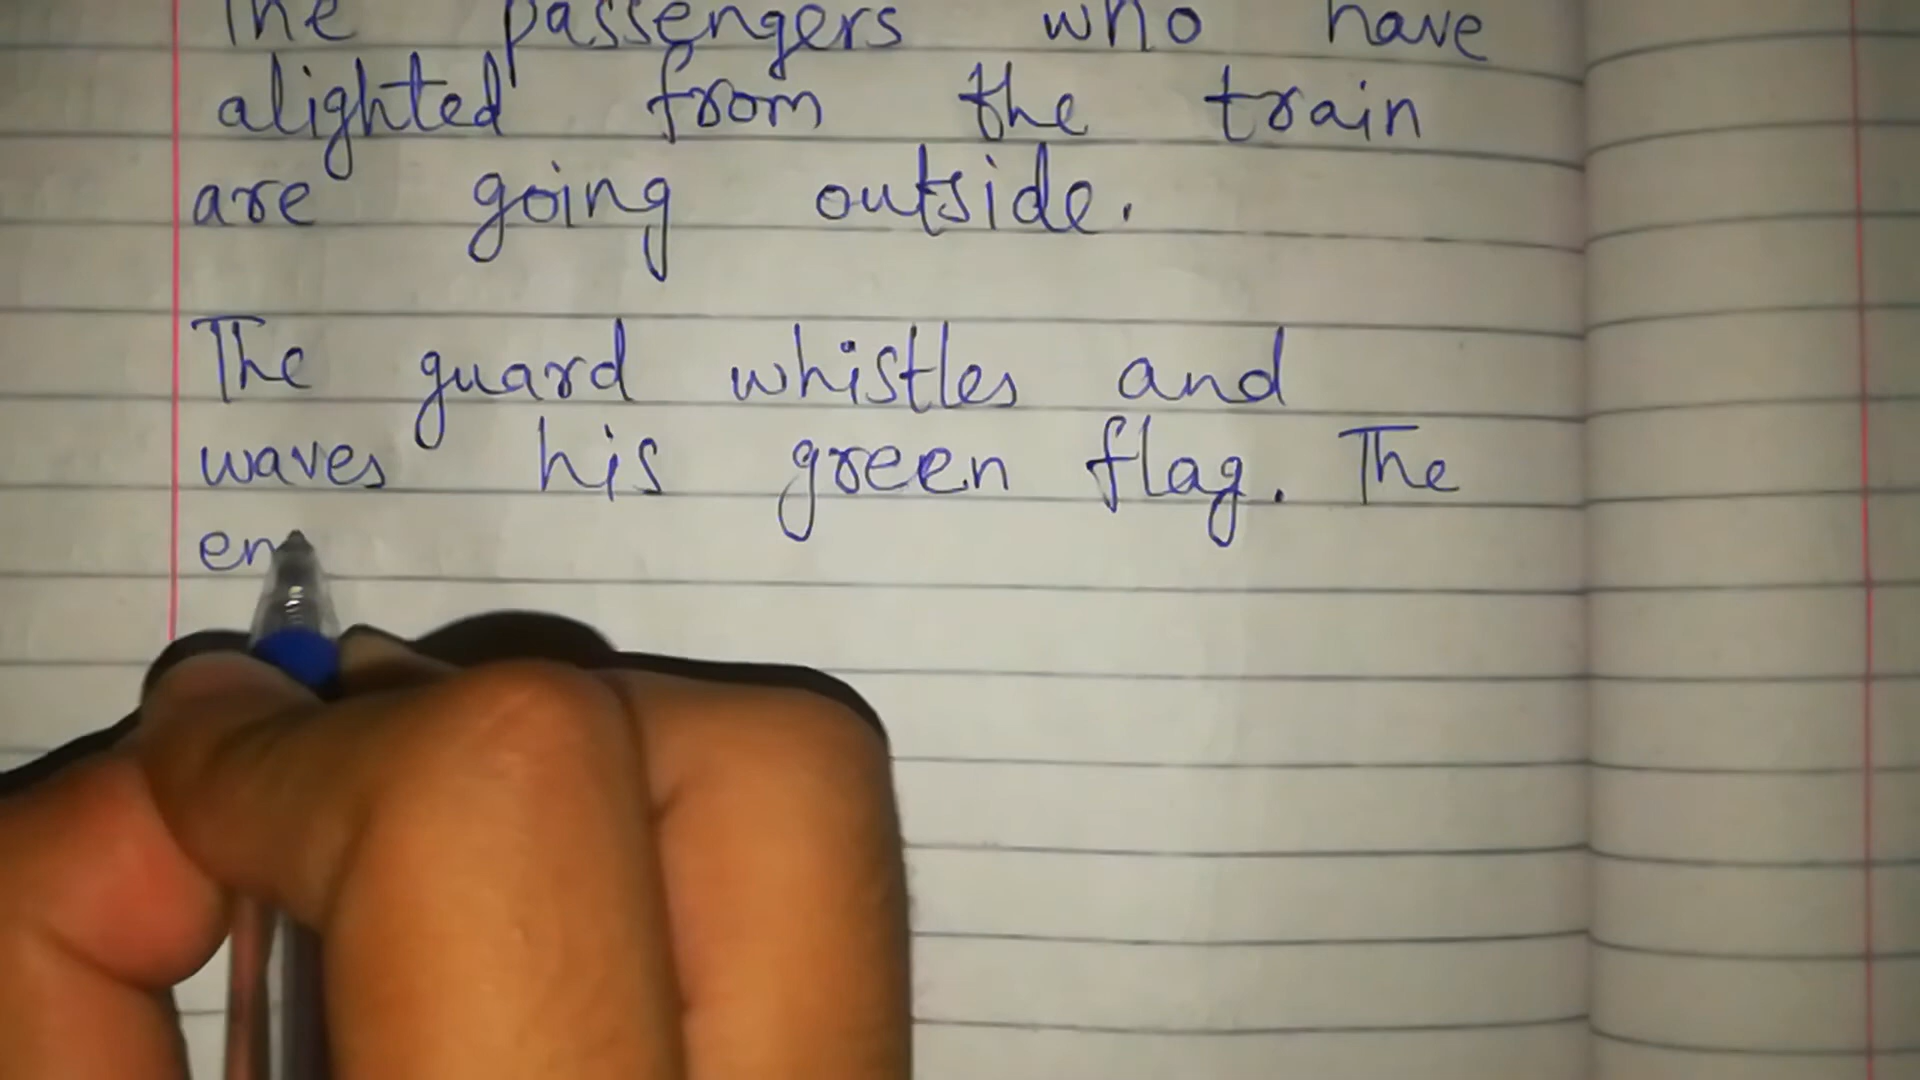 The passengers who have
alighted from the train
are going outside.
The guard whistles and
waves his green flag. The
en